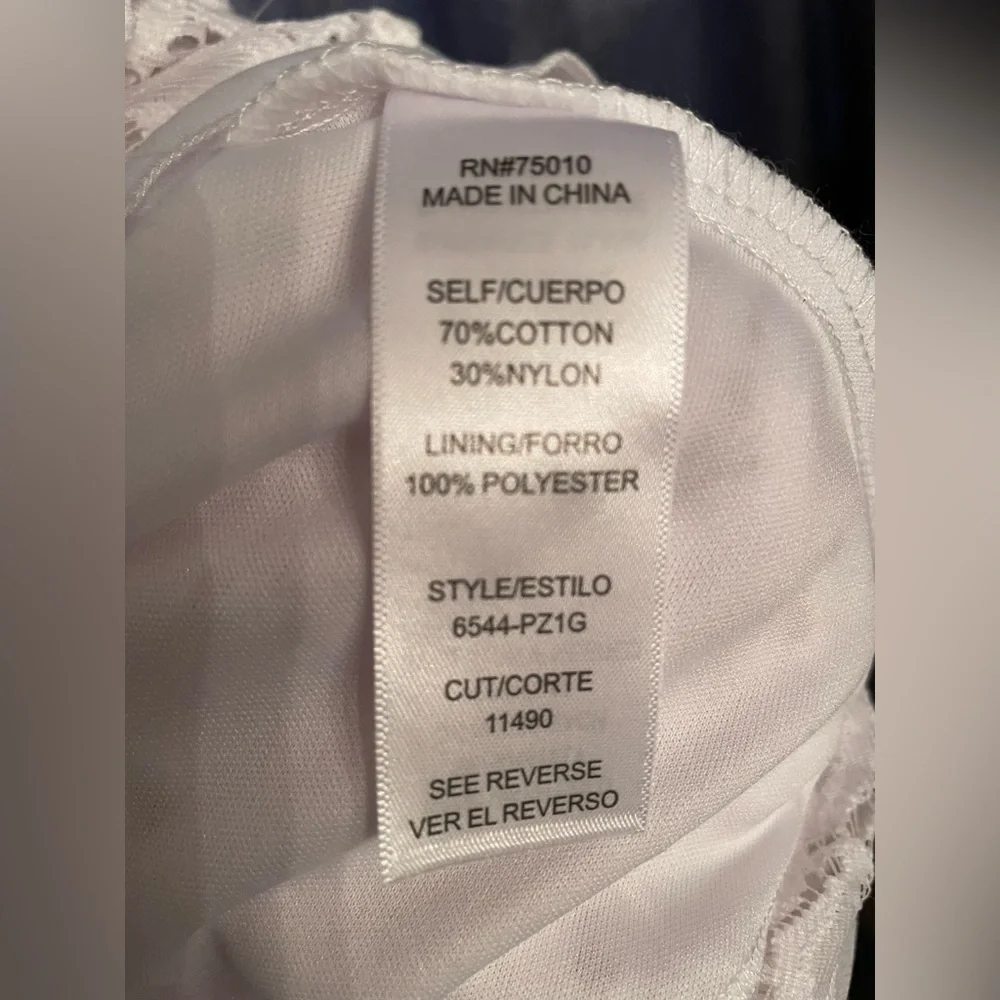 RN#75010
MADE IN CHINA
SELF/CUERPO
70%COTTON
30%NYLON
LINING/FORRO
100% POLYESTER
STYLE/ESTILO
6544-PZ1G
CUT/CORTE
11490
SEE REVERSE
VER EL REVERSO